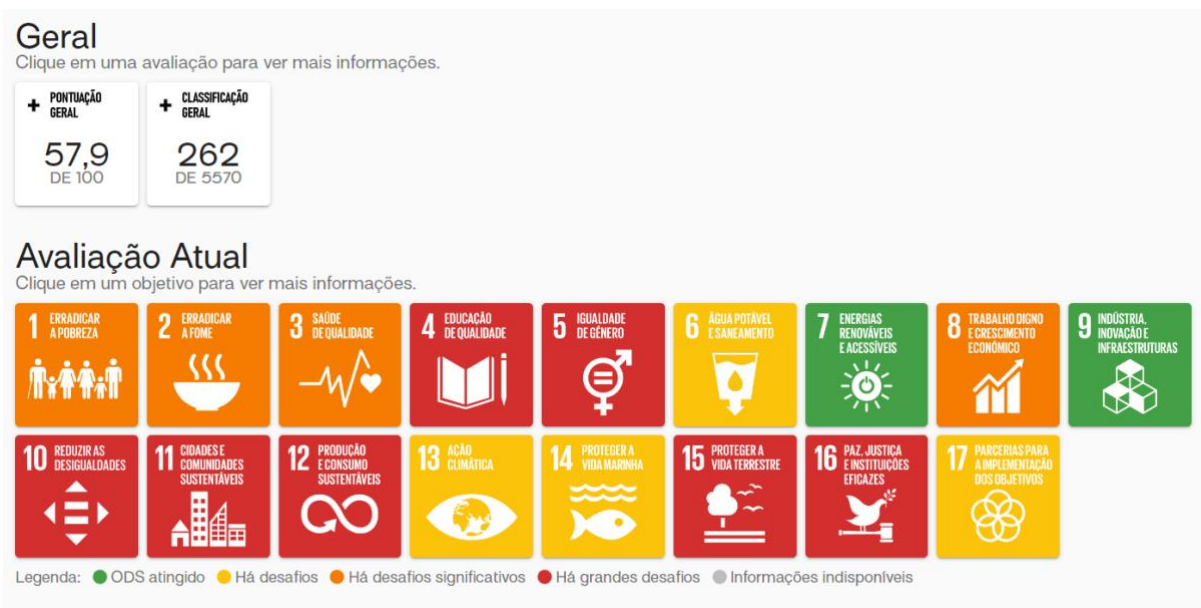 Geral
Clique em uma avaliação para ver mais informações.
+ PONTUAÇÃO
GERAL
57,9
DE 100
+ CLASSIFICAÇÃO
GERAL
262
DE 5570
Avaliação Atual
Clique em um objetivo para ver mais informações.
1 ERRADICAR
A POBREZA
2 ERRADICAR
A FOME
3 SAÚDE
DE QUALIDADE
4 EDUCAÇÃO
DE QUALIDADE
5 IGUALDADE
DE GÉNERO
6 ÁGUA POTÁVEL
E SANEAMENTO
7 ENERGIAS
RENOVÁVEIS
E ACESSÍVEIS
8 TRABALHO DIGNO
E CRESCIMENTO
ECONÓMICO
9 INDÚSTRIA,
INOVAÇÃO E
INFRAESTRUTURAS
10 REDUZIR AS
DESIGUALDADES
11 CIDADES E
COMUNIDADES
SUSTENTÁVEIS
12 PRODUÇÃO
E CONSUMO
SUSTENTÁVEIS
13 AÇÃO
CLIMÁTICA
14 PROTEGER A
VIDA MARINHA
15 PROTEGER A
VIDA TERRESTRE
16 PAZ, JUSTIÇA
E INSTITUIÇÕES
EFICAZES
17 PARCERIAS PARA
A IMPLEMENTAÇÃO
DOS OBJETIVOS
Legenda: ODS atingido Há desafios Há desafios significativos Há grandes desafios Informações indisponíveis